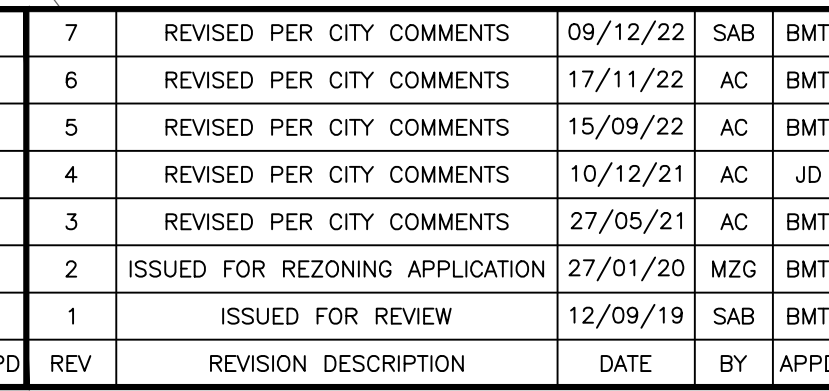 7 REVISED PER CITY COMMENTS 09/12/22 SAB BMT
6 REVISED PER CITY COMMENTS 17/11/22 AC BMT
5 REVISED PER CITY COMMENTS 15/09/22 AC BMT
4 REVISED PER CITY COMMENTS 10/12/21 AC JD
3 REVISED PER CITY COMMENTS 27/05/21 AC BMT
2 ISSUED FOR REZONING APPLICATION 27/01/20 MZG BMT
1 ISSUED FOR REVIEW 12/09/19 SAB BMT
PD REV REVISION DESCRIPTION DATE BY APPD